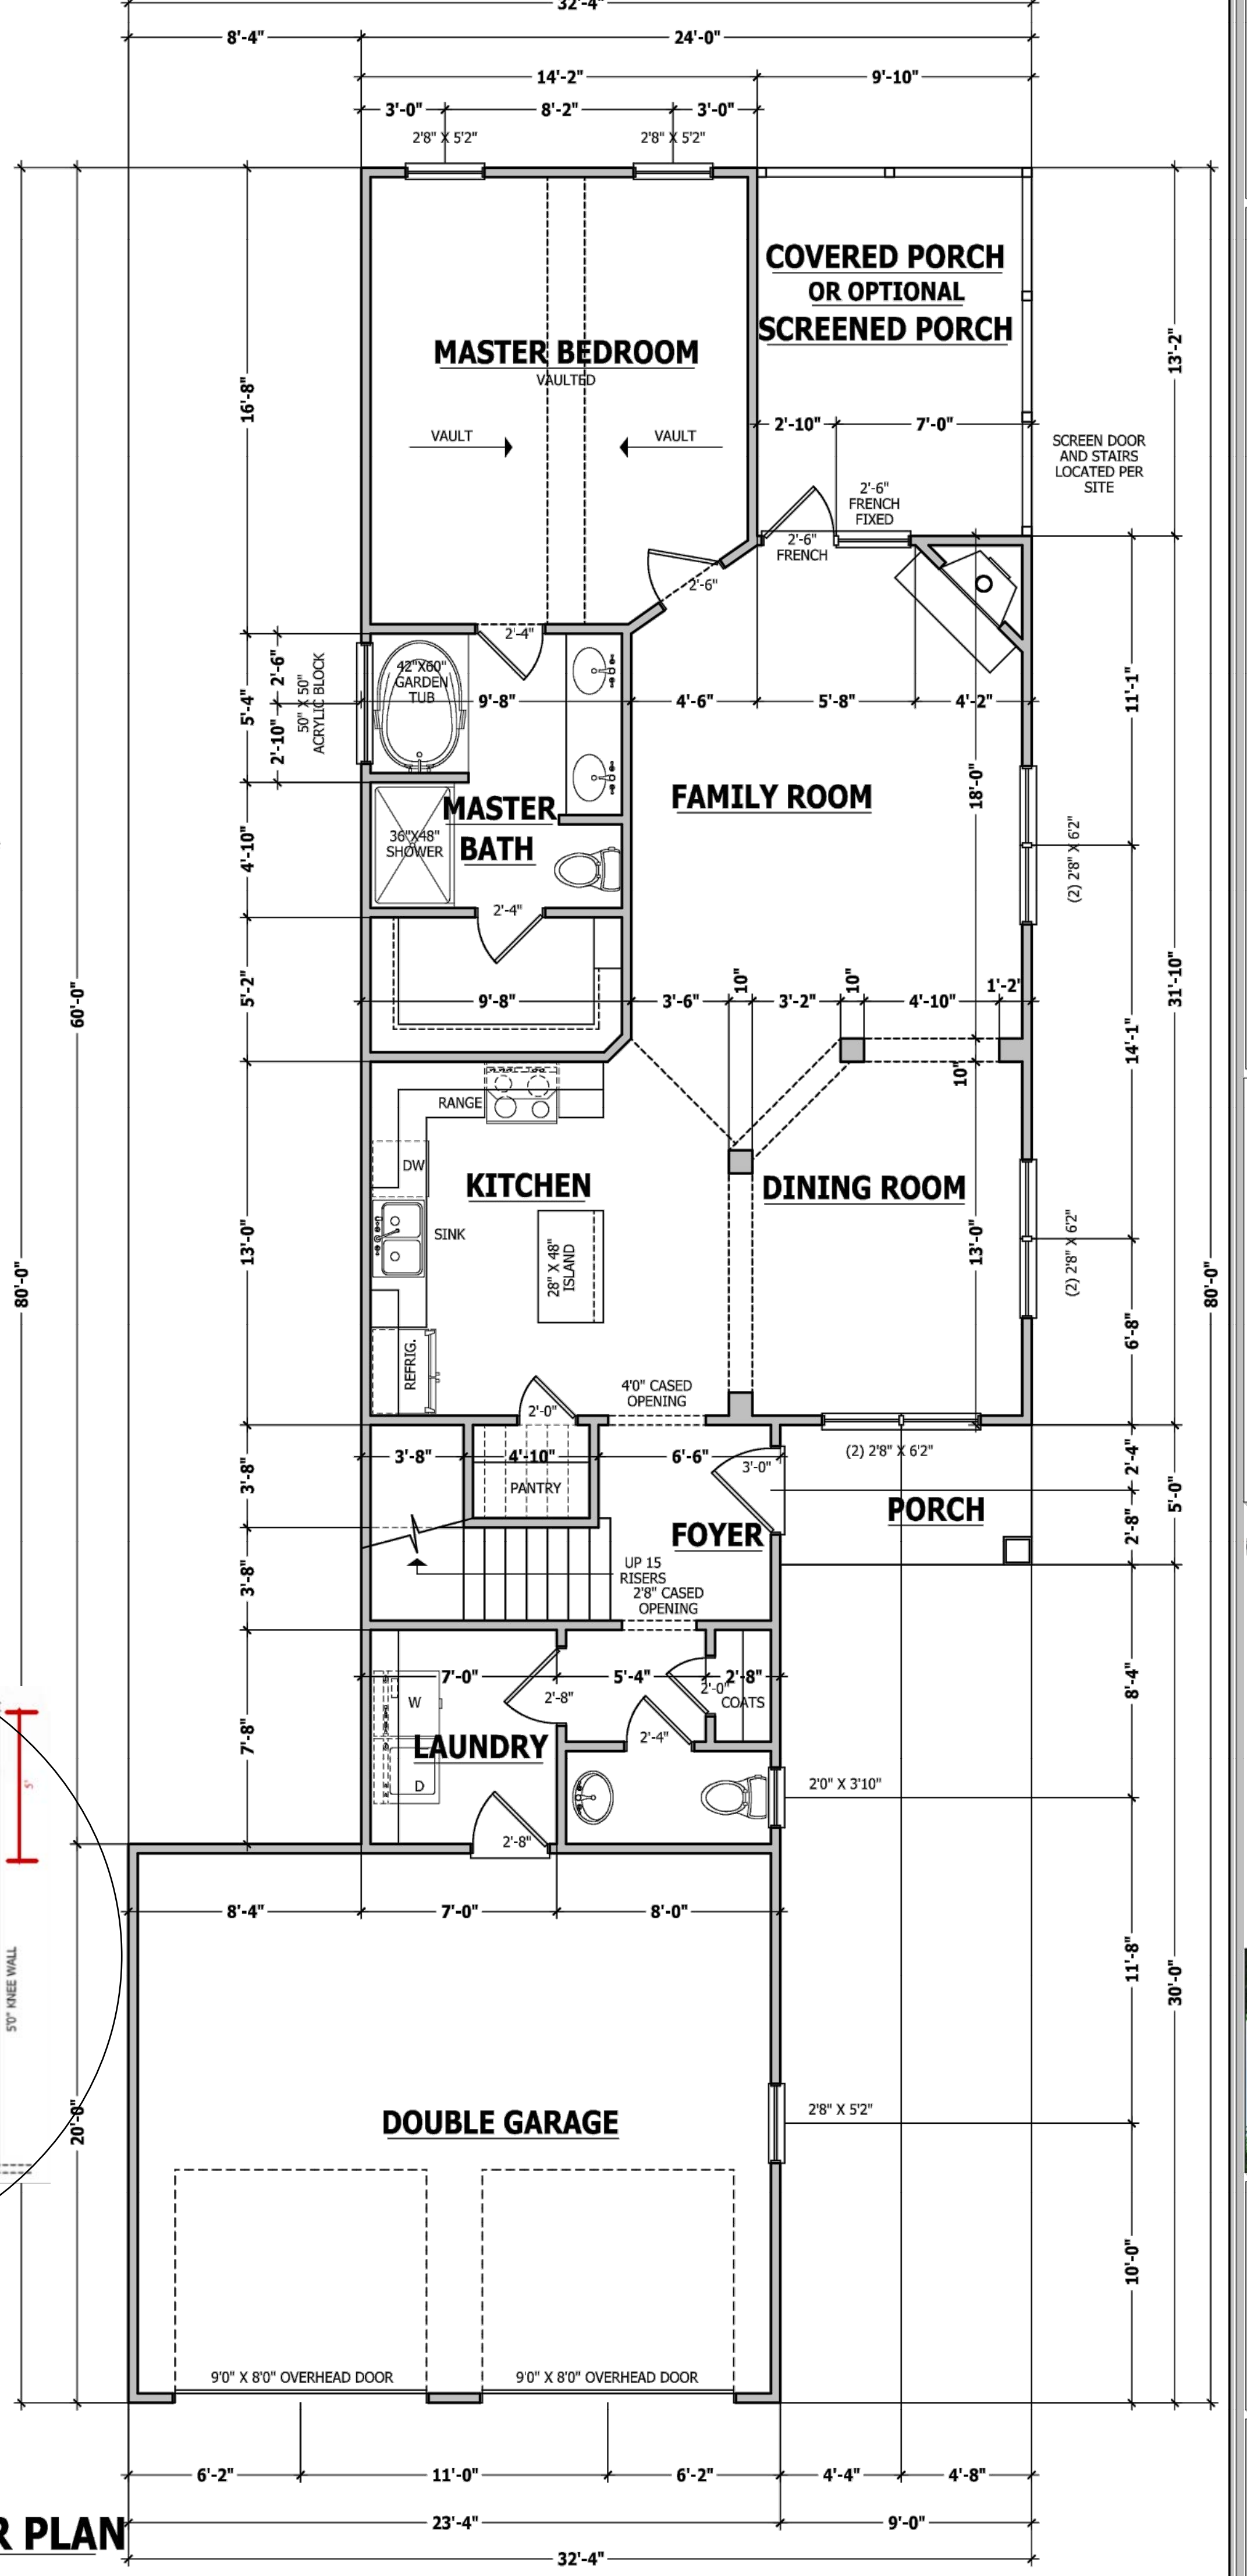 32'-4"
8'-4"
24'-0"
14'-2"
9'-10"
3'-0"
8'-2"
3'-0"
2'8" X 5'2"
2'8" X 5'2"
COVERED PORCH
OR OPTIONAL
SCREENED PORCH
MASTER BEDROOM
VAULTED
VAULT
VAULT
16'-8"
13'-2"
2'-10"
7'-0"
SCREEN DOOR
AND STAIRS
LOCATED PER
SITE
2'-6"
FRENCH
FIXED
2'-6"
FRENCH
2'-6"
2'-4"
42"X60"
GARDEN
TUB
50" X 50"
ACRYLIC BLOCK
2'-6"
5'-4"
2'-10"
9'-8"
4'-6"
5'-8"
4'-2"
11'-1"
18'-0"
FAMILY ROOM
MASTER
BATH
36"X48"
SHOWER
4'-10"
(2) 2'8" X 6'2"
2'-4"
5'-2"
60'-0"
9'-8"
3'-6"
10"
3'-2"
10"
4'-10"
1'-2"
31'-10"
14'-1"
10"
RANGE
DW
KITCHEN
DINING ROOM
SINK
28" X 48"
ISLAND
13'-0"
13'-0"
(2) 2'8" X 6'2"
80'-0"
80'-0"
6'-8"
REFRIG.
4'0" CASED
OPENING
2'-0"
3'-8"
4'-10"
6'-6"
(2) 2'8" X 6'2"
2'-4"
3'-0"
3'-8"
PANTRY
PORCH
5'-0"
2'-8"
FOYER
UP 15
RISERS
3'-8"
2'8" CASED
OPENING
7'-0"
5'-4"
2'-8"
2'-8"
2'-0"
COATS
W
8'-4"
7'-8"
LAUNDRY
2'-4"
D
2'0" X 3'10"
2'-8"
5'
5'0" KNEE WALL
8'-4"
7'-0"
8'-0"
11'-8"
30'-0"
20'-0"
DOUBLE GARAGE
2'8" X 5'2"
10'-0"
9'0" X 8'0" OVERHEAD DOOR
9'0" X 8'0" OVERHEAD DOOR
6'-2"
11'-0"
6'-2"
4'-4"
4'-8"
23'-4"
9'-0"
R PLAN
32'-4"